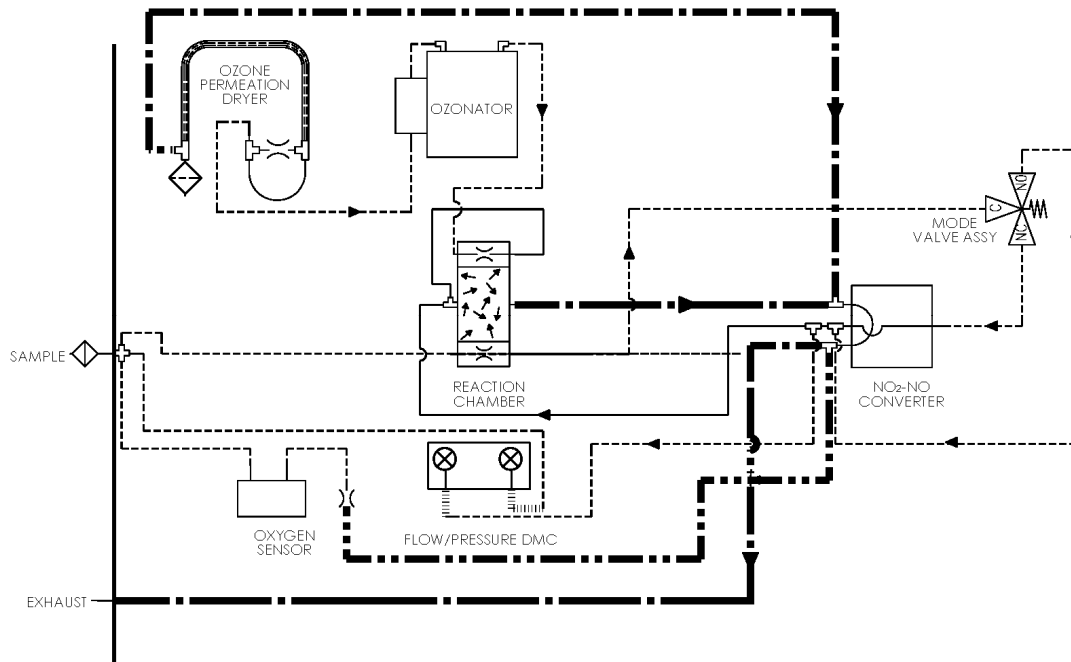 OZONE
PERMEATION
DRYER
OZONATOR
NO
C
NC
MODE
VALVE ASSY
SAMPLE
REACTION
CHAMBER
NO₂-NO
CONVERTER
OXYGEN
SENSOR
FLOW/PRESSURE DMC
EXHAUST